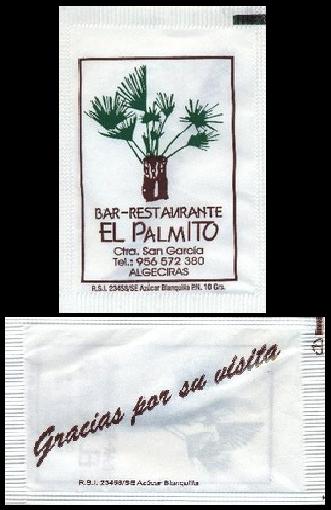 BAR-RESTAURANTE
EL PALMITO
Ctra. San García
Tel.: 956 572 380
ALGECIRAS
R.S.I. 23458/SE Azúcar Blanquilla P.N. 10 Grs.
Gracias por su visita
R.S.I. 23458/SE Azúcar Blanquilla